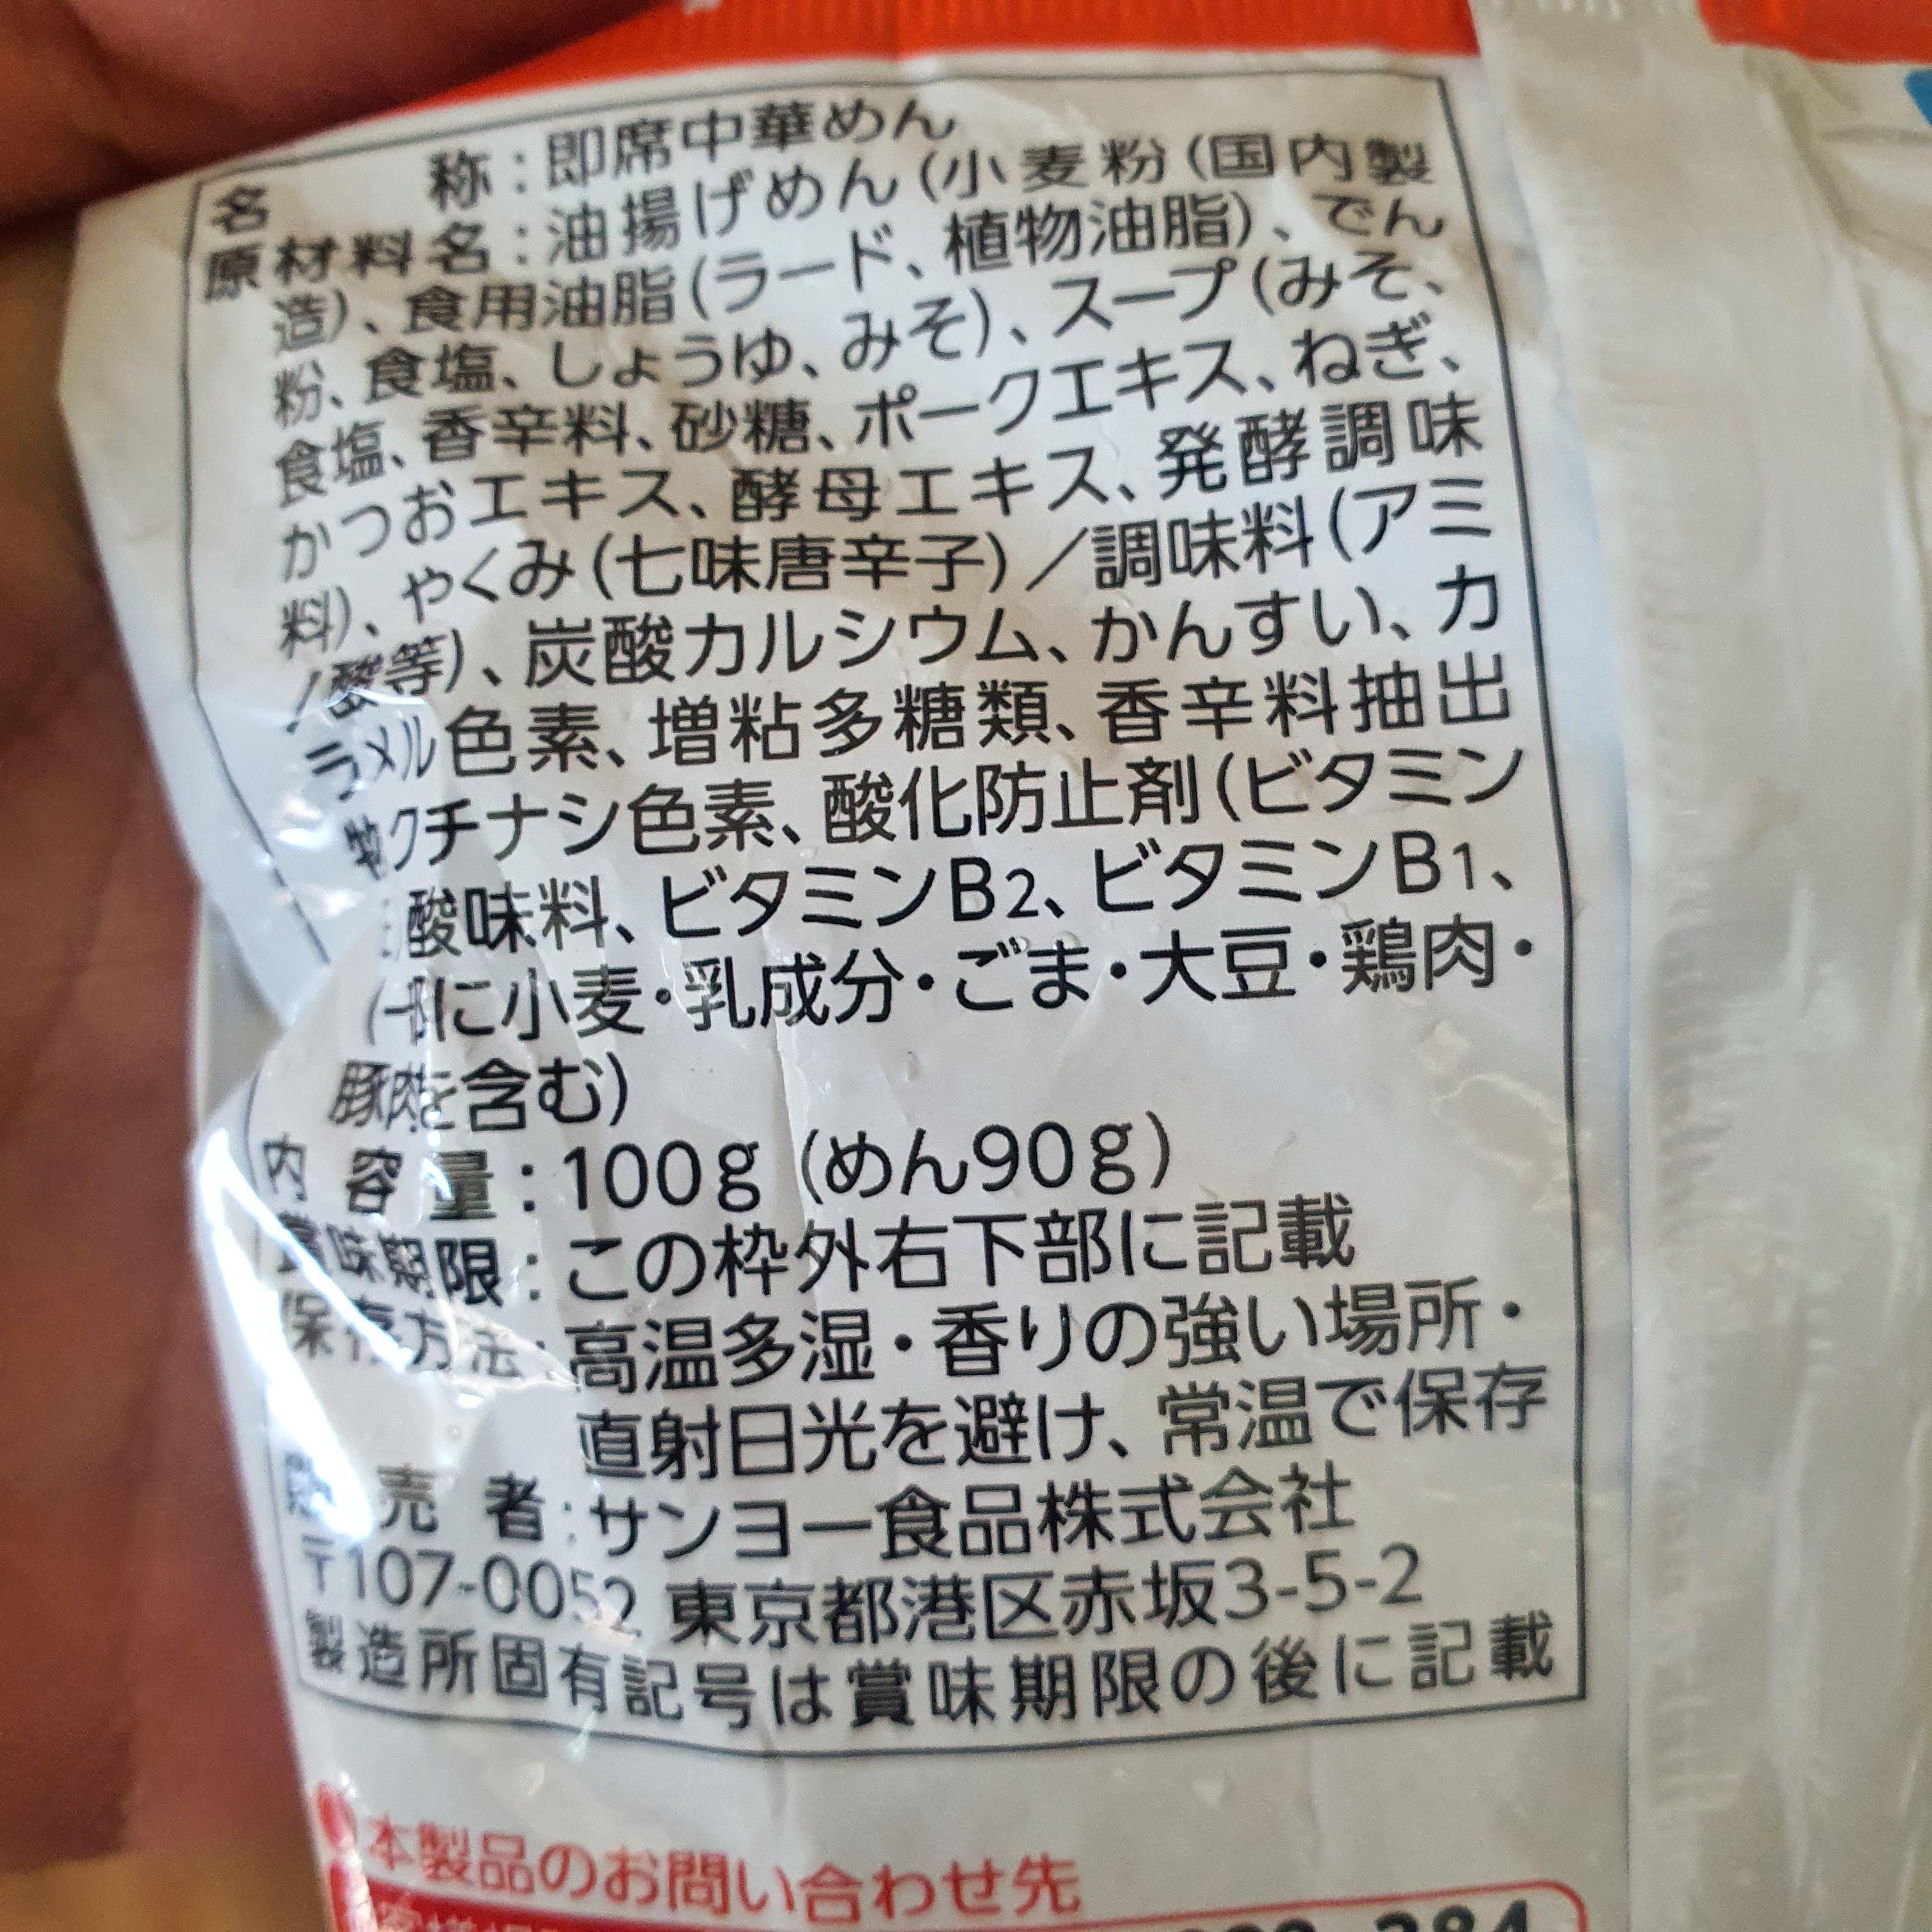 名称:即席中華めん
原材料名:油揚げめん(小麦粉(国内製
造)、食用油脂(ラード、植物油脂)、でん
粉、食塩、しょうゆ、みそ)、スープ(みそ、
食塩、香辛料、砂糖、ポークエキス、ねぎ、
かつおエキス、酵母エキス、発酵調味
料)、やくみ(七味唐辛子)/調味料(アミ
ノ酸等)、炭酸カルシウム、かんすい、カ
ラメル色素、増粘多糖類、香辛料抽出
物、クチナシ色素、酸化防止剤(ビタミン
酸味料、ビタミンB2、ビタミンB1、
(一部に小麦・乳成分・ごま・大豆・鶏肉・
豚肉を含む)
内容量:100g(めん90g)
賞味期限:この枠外右下部に記載
保存方法:高温多湿・香りの強い場所・
直射日光を避け、常温で保存
売者:サンヨー食品株式会社
〒107-0052 東京都港区赤坂3-5-2
製造所固有記号は賞味期限の後に記載
本製品のお問い合わせ先